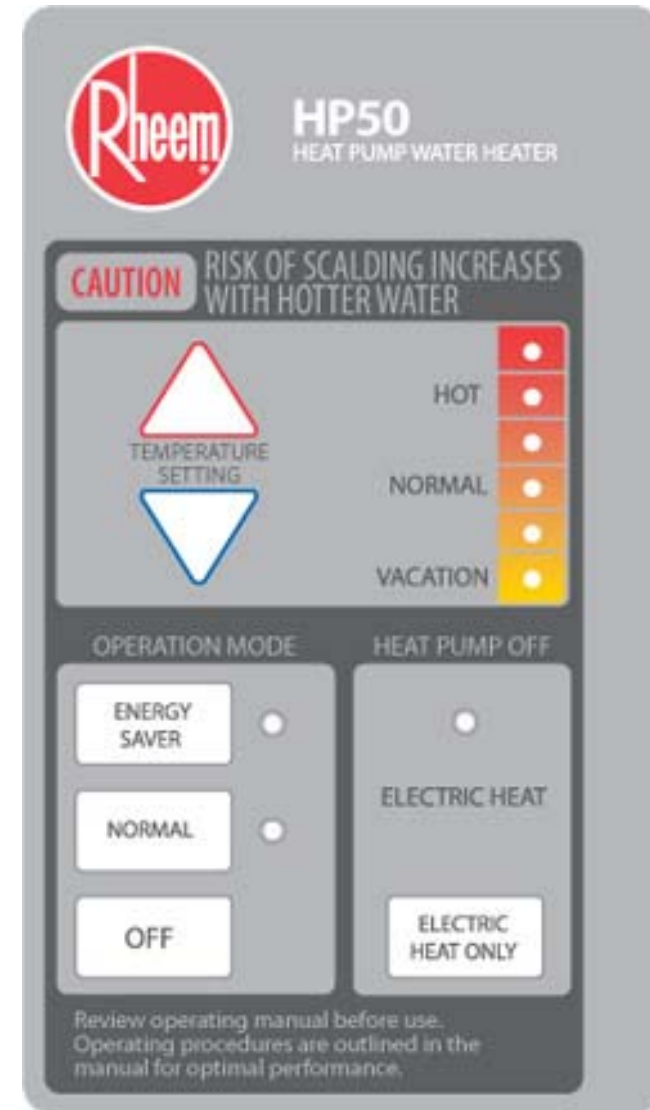 Rheem
HP50
HEAT PUMP WATER HEATER
CAUTION
RISK OF SCALDING INCREASES
WITH HOTTER WATER
TEMPERATURE
SETTING
HOT
NORMAL
VACATION
OPERATION MODE
ENERGY
SAVER
NORMAL
OFF
HEAT PUMP OFF
ELECTRIC HEAT
ELECTRIC
HEAT ONLY
Review operating manual before use.
Operating procedures are outlined in the
manual for optimal performance.